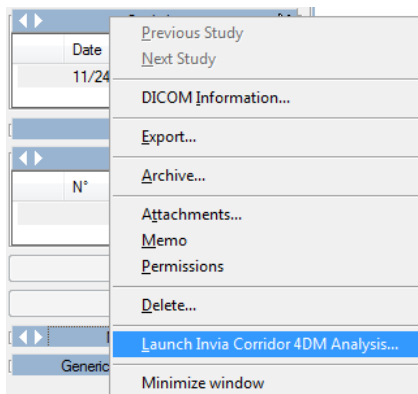 Date
11/24
N°
Generic
Previous Study
Next Study
DICOM Information...
Export...
Archive...
Attachments...
Memo
Permissions
Delete...
Launch Invia Corridor 4DM Analysis...
Minimize window